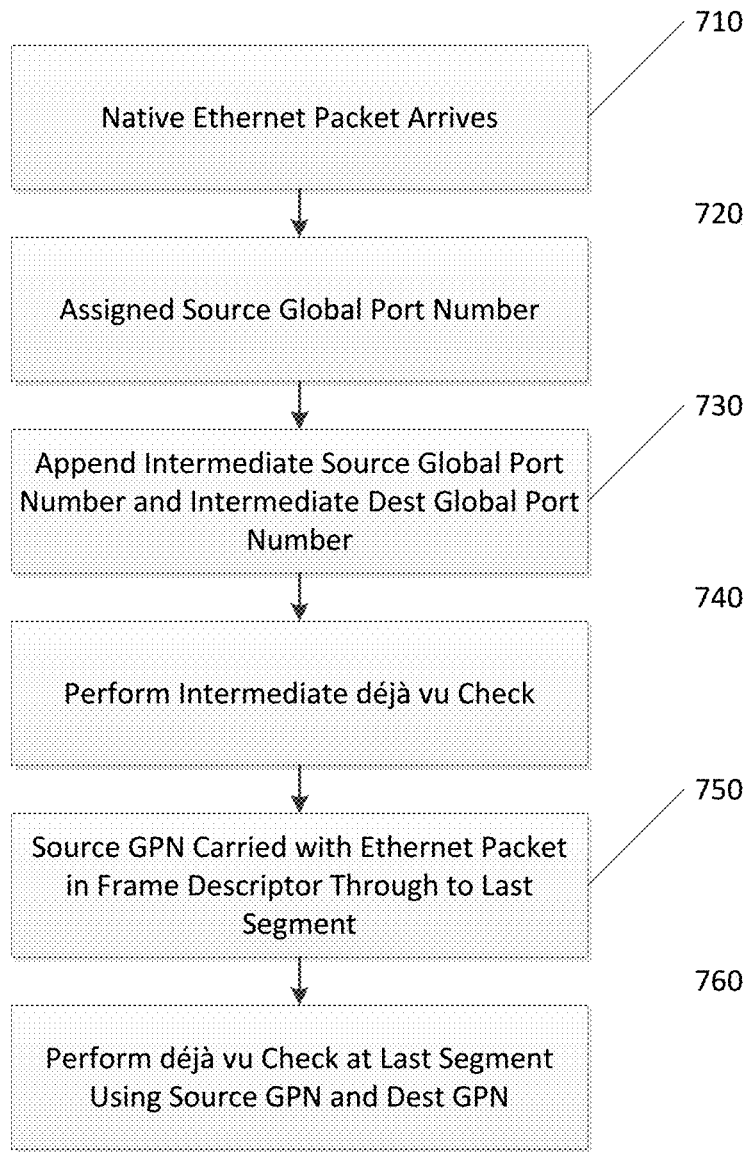 710
Native Ethernet Packet Arrives
720
Assigned Source Global Port Number
730
Append Intermediate Source Global Port
Number and Intermediate Dest Global Port
Number
740
Perform Intermediate déjà vu Check
750
Source GPN Carried with Ethernet Packet
in Frame Descriptor Through to Last
Segment
760
Perform déjà vu Check at Last Segment
Using Source GPN and Dest GPN